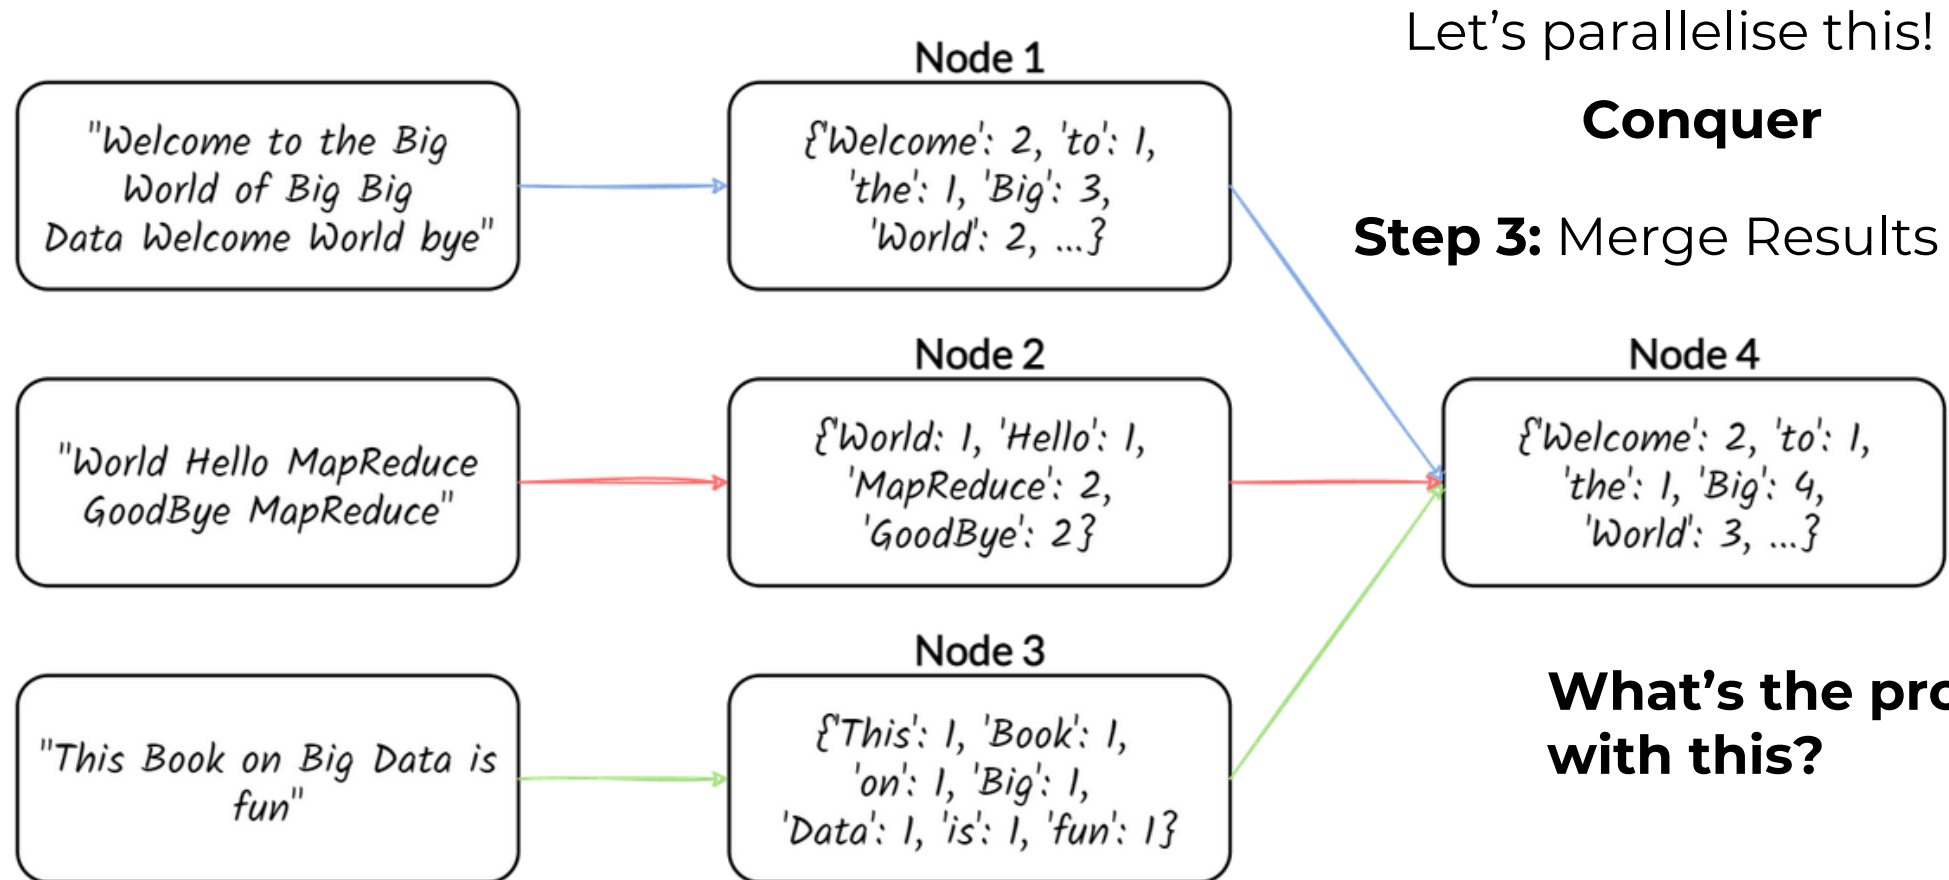 Let’s parallelise this!
Conquer
Step 3: Merge Results
Node 1
"Welcome to the Big
World of Big Big
Data Welcome World bye"
{'Welcome': 2, 'to': 1,
'the': 1, 'Big': 3,
'World': 2, ...}
Node 2
"World Hello MapReduce
GoodBye MapReduce"
{'World: 1, 'Hello': 1,
'MapReduce': 2,
'GoodBye': 2}
Node 3
"This Book on Big Data is
fun"
{'This': 1, 'Book': 1,
'on': 1, 'Big': 1,
'Data': 1, 'is': 1, 'fun': 1}
Node 4
{'Welcome': 2, 'to': 1,
'the': 1, 'Big': 4,
'World': 3, ...}
What’s the
with this?